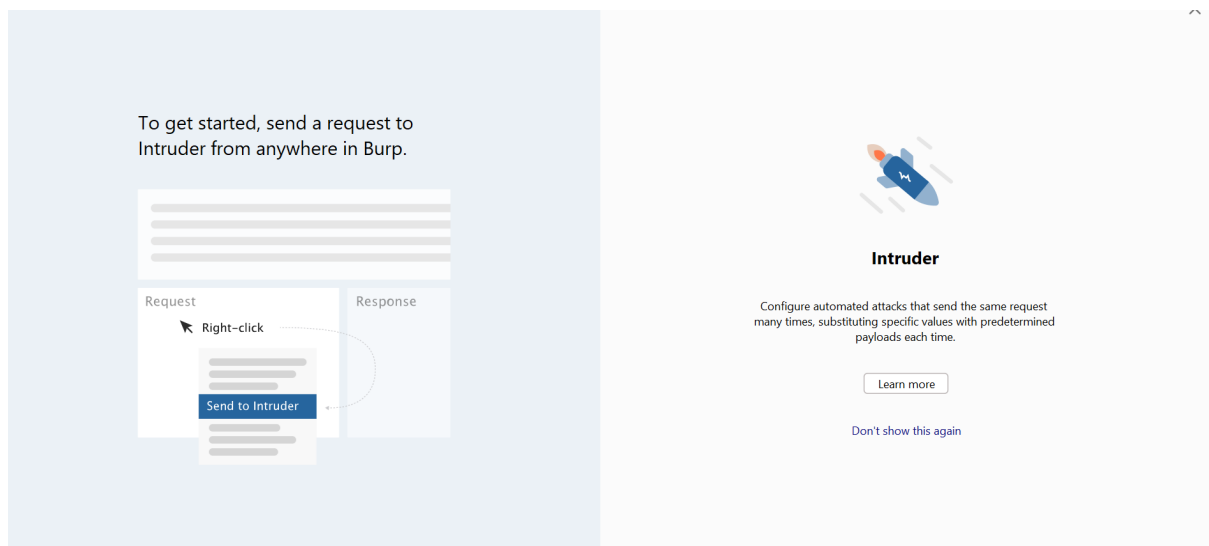 To get started, send a request to
Intruder from anywhere in Burp.
Request
Response
Right-click
Send to Intruder
Intruder
Configure automated attacks that send the same request
many times, substituting specific values with predetermined
payloads each time.
Learn more
Don't show this again